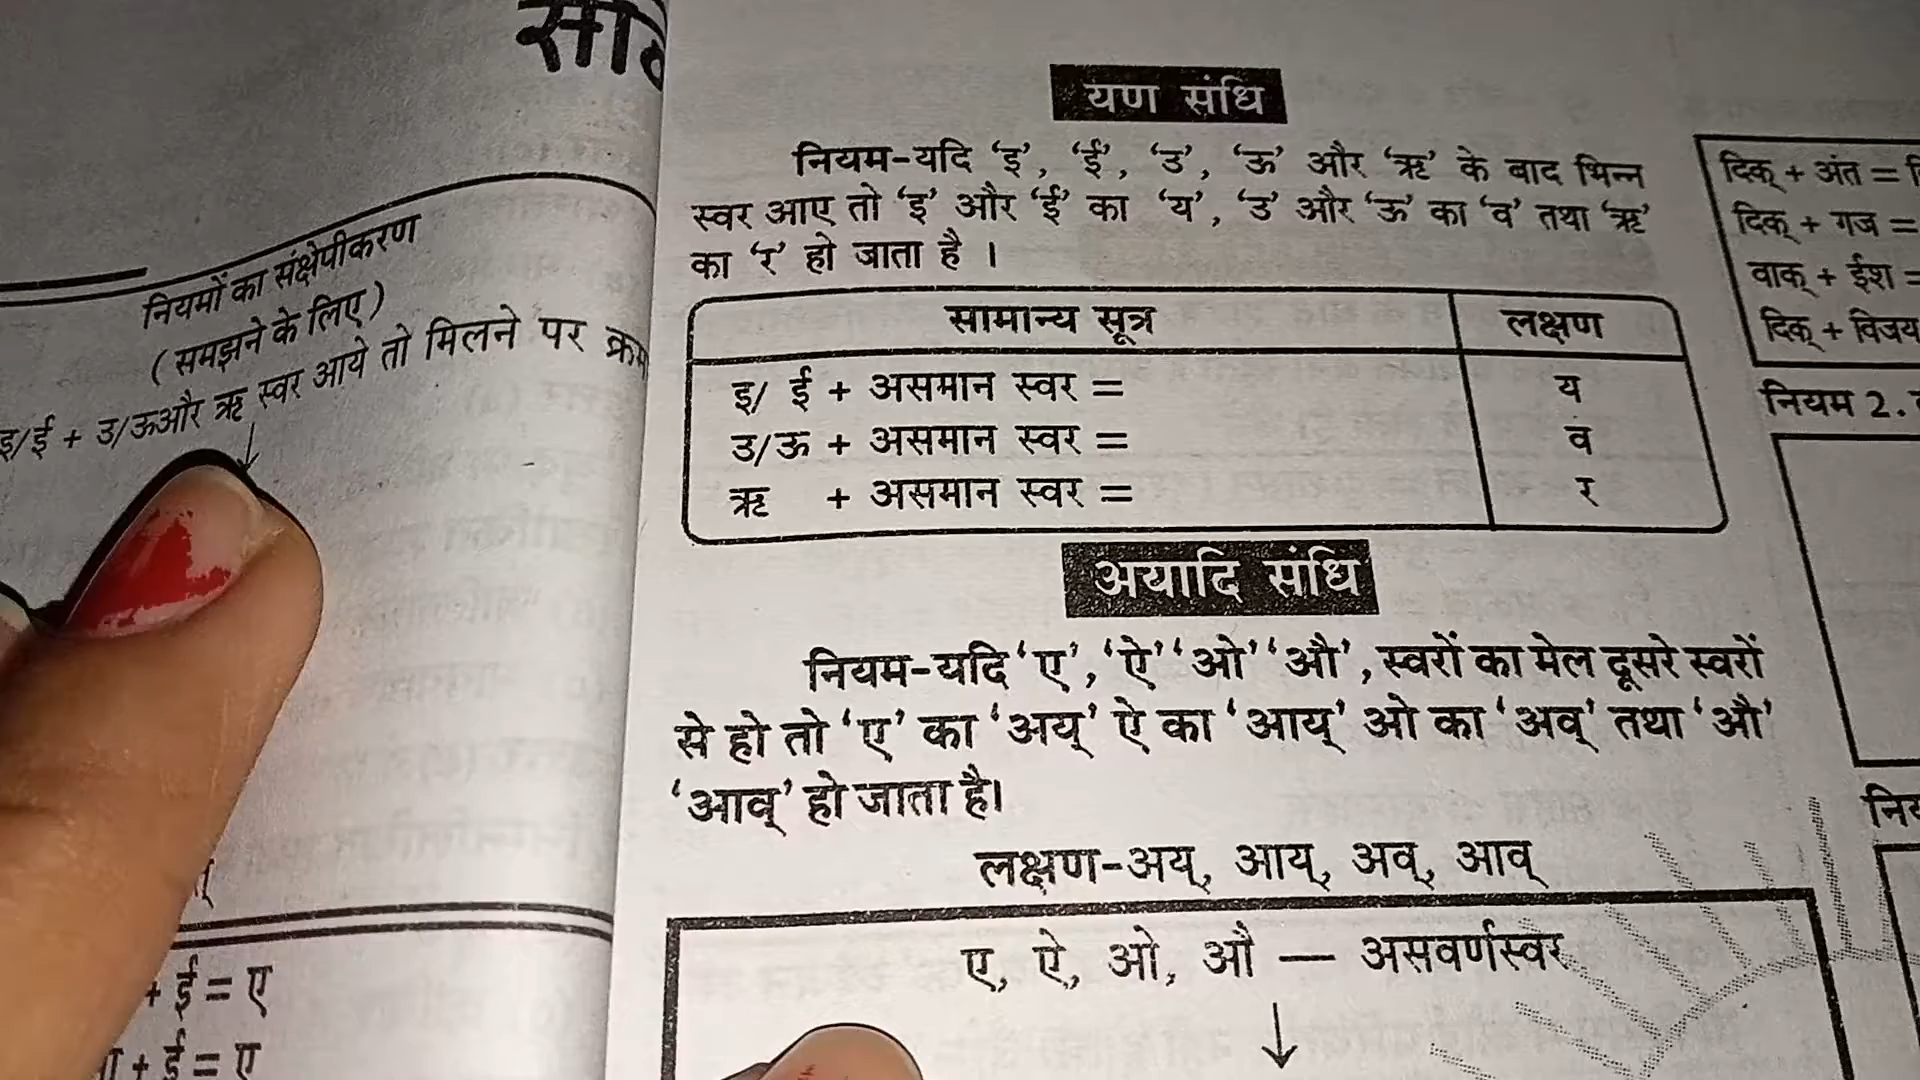 नियमों का संक्षेपीकरण
( समझने के लिए )
इ/ई + उ/ऊऔर ऋ स्वर आये तो मिलने पर
+ ई = ए
+ ई = ए
यण संधि
नियम-यदि ‘इ’, ‘ई’, ‘उ’, ‘ऊ’ और ‘ऋ’ के बाद भिन्न
स्वर आए तो ‘इ’ और ‘ई’ का ‘य’, ‘उ’ और ‘ऊ’ का ‘व’ तथा ‘ऋ’
का ‘र’ हो जाता है ।
सामान्य सूत्र लक्षण
इ/ ई + असमान स्वर = य
उ/ऊ + असमान स्वर = व
ऋ + असमान स्वर = र
अयादि संधि
नियम-यदि ‘ए’, ‘ऐ’ ‘ओ’ ‘औ’, स्वरों का मेल दूसरे स्वरों
से हो तो ‘ए’ का ‘अय्’ ऐ का ‘आय्’ ओ का ‘अव्’ तथा ‘औ’
‘आव्’ हो जाता है।
लक्षण-अय्, आय्, अव्, आव्
ए, ऐ, ओ, औ — असवर्णस्वर
दिक् + अंत =
दिक् + गज =
वाक् + ईश =
दिक् + विजय
नियम 2.